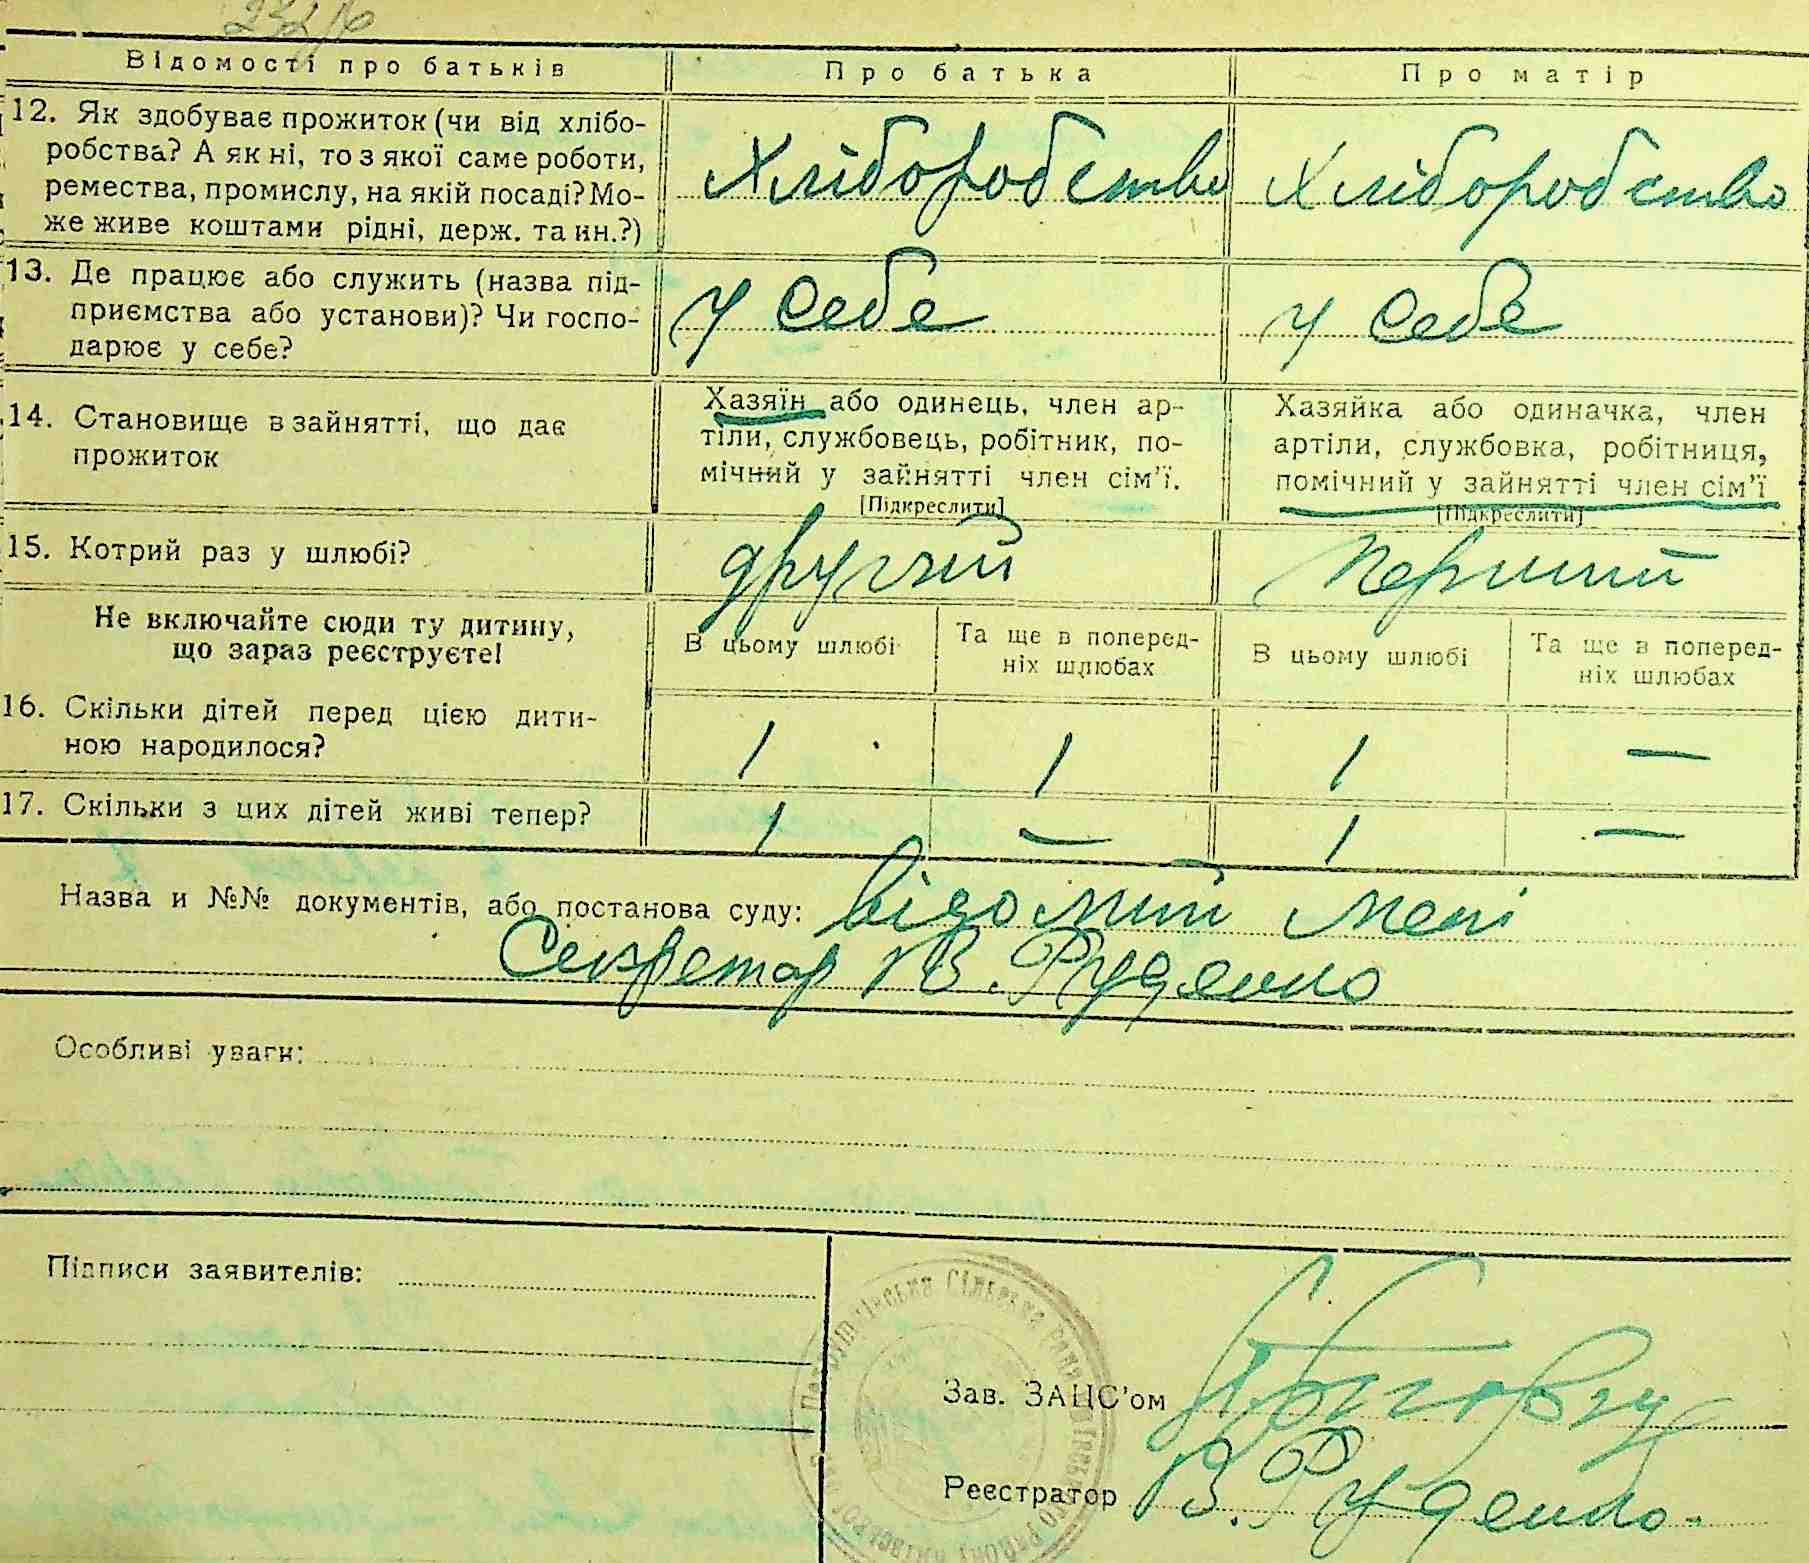 Відомості про батьків
Про батька
Про матір
12. Як здобуває прожиток (чи від хлібо-
робства? А як ні, то з якої саме роботи,
ремества, промислу, на якій посаді? Мо-
же живе коштами рідні, держ. та ин.?)
Хліборобство
Хліборобство
13. Де працює або служить (назва під-
приємства або установи)? Чи госпо-
дарює у себе?
у себе
у себе
14. Становище в зайнятті, що дає
прожиток
Хазяїн або одинець, член ар-
тіли, службовець, робітник, по-
мічний у зайнятті член сім'ї.
[Підкреслити]
Хазяйка або одиначка, член
артіли, службовка, робітниця,
помічний у зайнятті член сім'ї
[Підкреслити]
15. Котрий раз у шлюбі?
другий
перший
Не включайте сюди ту дитину,
що зараз реєструєте!
В цьому шлюбі
Та ще в поперед-
ніх шлюбах
В цьому шлюбі
Та ще в поперед-
ніх шлюбах
16. Скільки дітей перед цією дити-
ною народилося?
1
1
1
—
17. Скільки з цих дітей живі тепер?
1
—
1
—
Назва и №№ документів, або постанова суду: відомий мені
Секретар В. Руденко
Особливі уваги:
Підписи заявителів:
Сільська Рада
Зав. ЗАЦС'ом
Реєстратор В. Руденко.